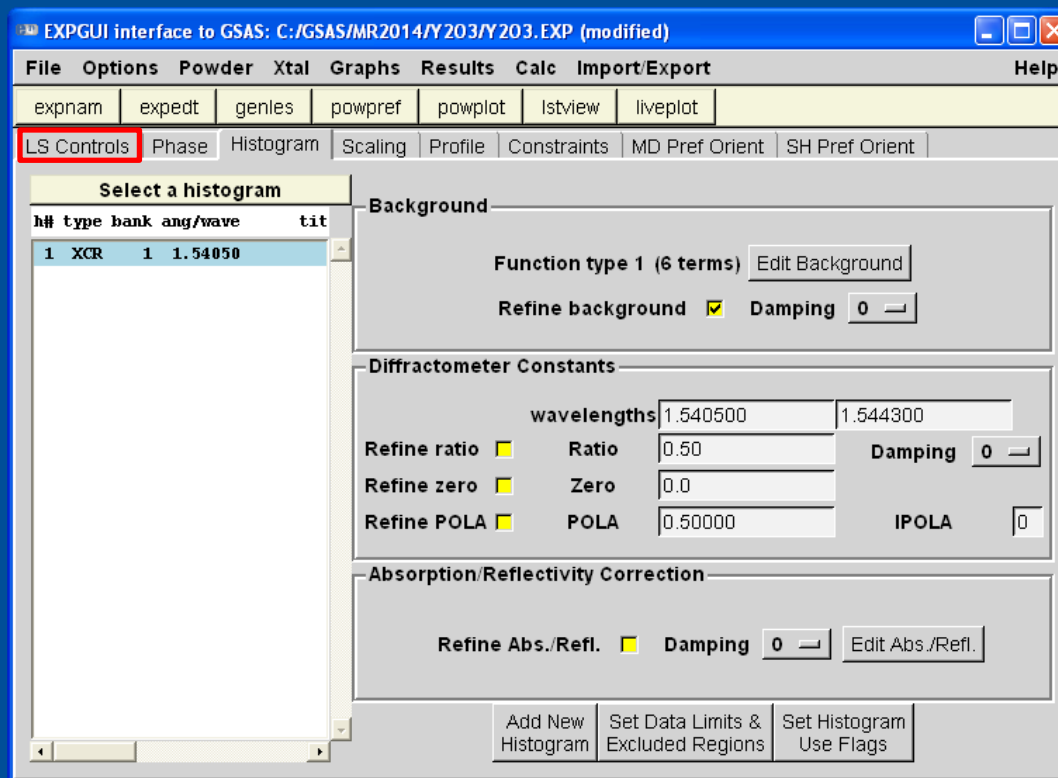 EXPGUI interface to GSAS: C:/GSAS/MR2014/Y2O3/Y2O3.EXP (modified)
File Options Powder Xtal Graphs Results Calc Import/Export Help
expnam expedt genles powpref powplot lstview liveplot
LS Controls Phase Histogram Scaling Profile Constraints MD Pref Orient SH Pref Orient
Select a histogram
h# type bank ang/wave tit
1 XCR 1 1.54050
Background
Function type 1 (6 terms) Edit Background
Refine background Damping 0
Diffractometer Constants
wavelengths 1.540500 1.544300
Refine ratio Ratio 0.50 Damping 0
Refine zero Zero 0.0
Refine POLA POLA 0.50000 IPOLA 0
Absorption/Reflectivity Correction
Refine Abs./Refl. Damping 0 Edit Abs./Refl.
Add New Histogram
Set Data Limits & Excluded Regions
Set Histogram Use Flags